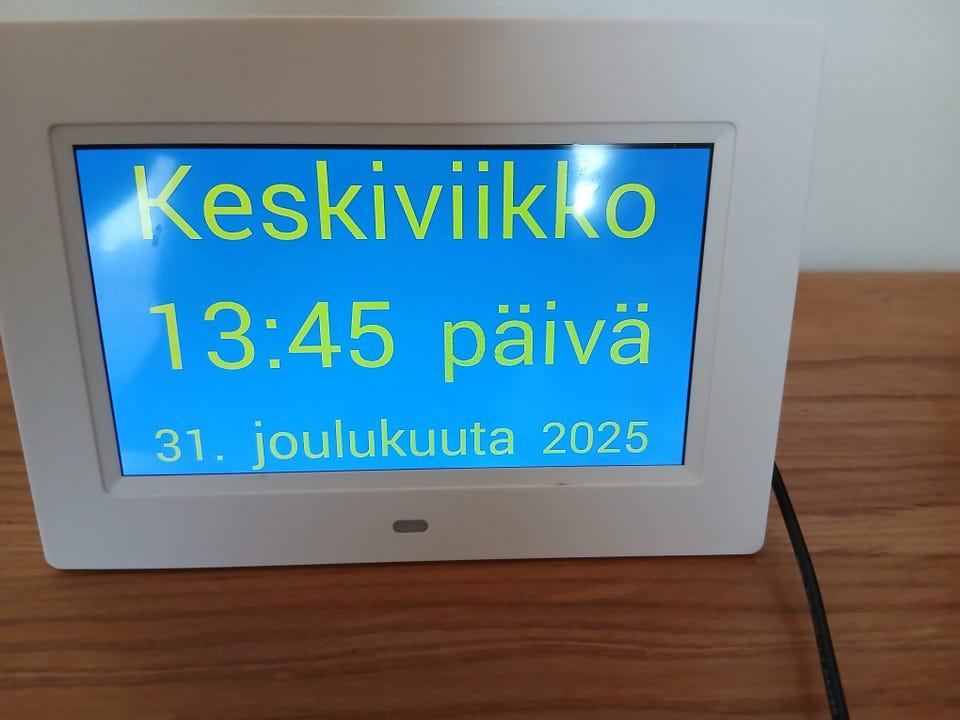 Keskiviikko
13:45 päivä
31. joulukuuta 2025